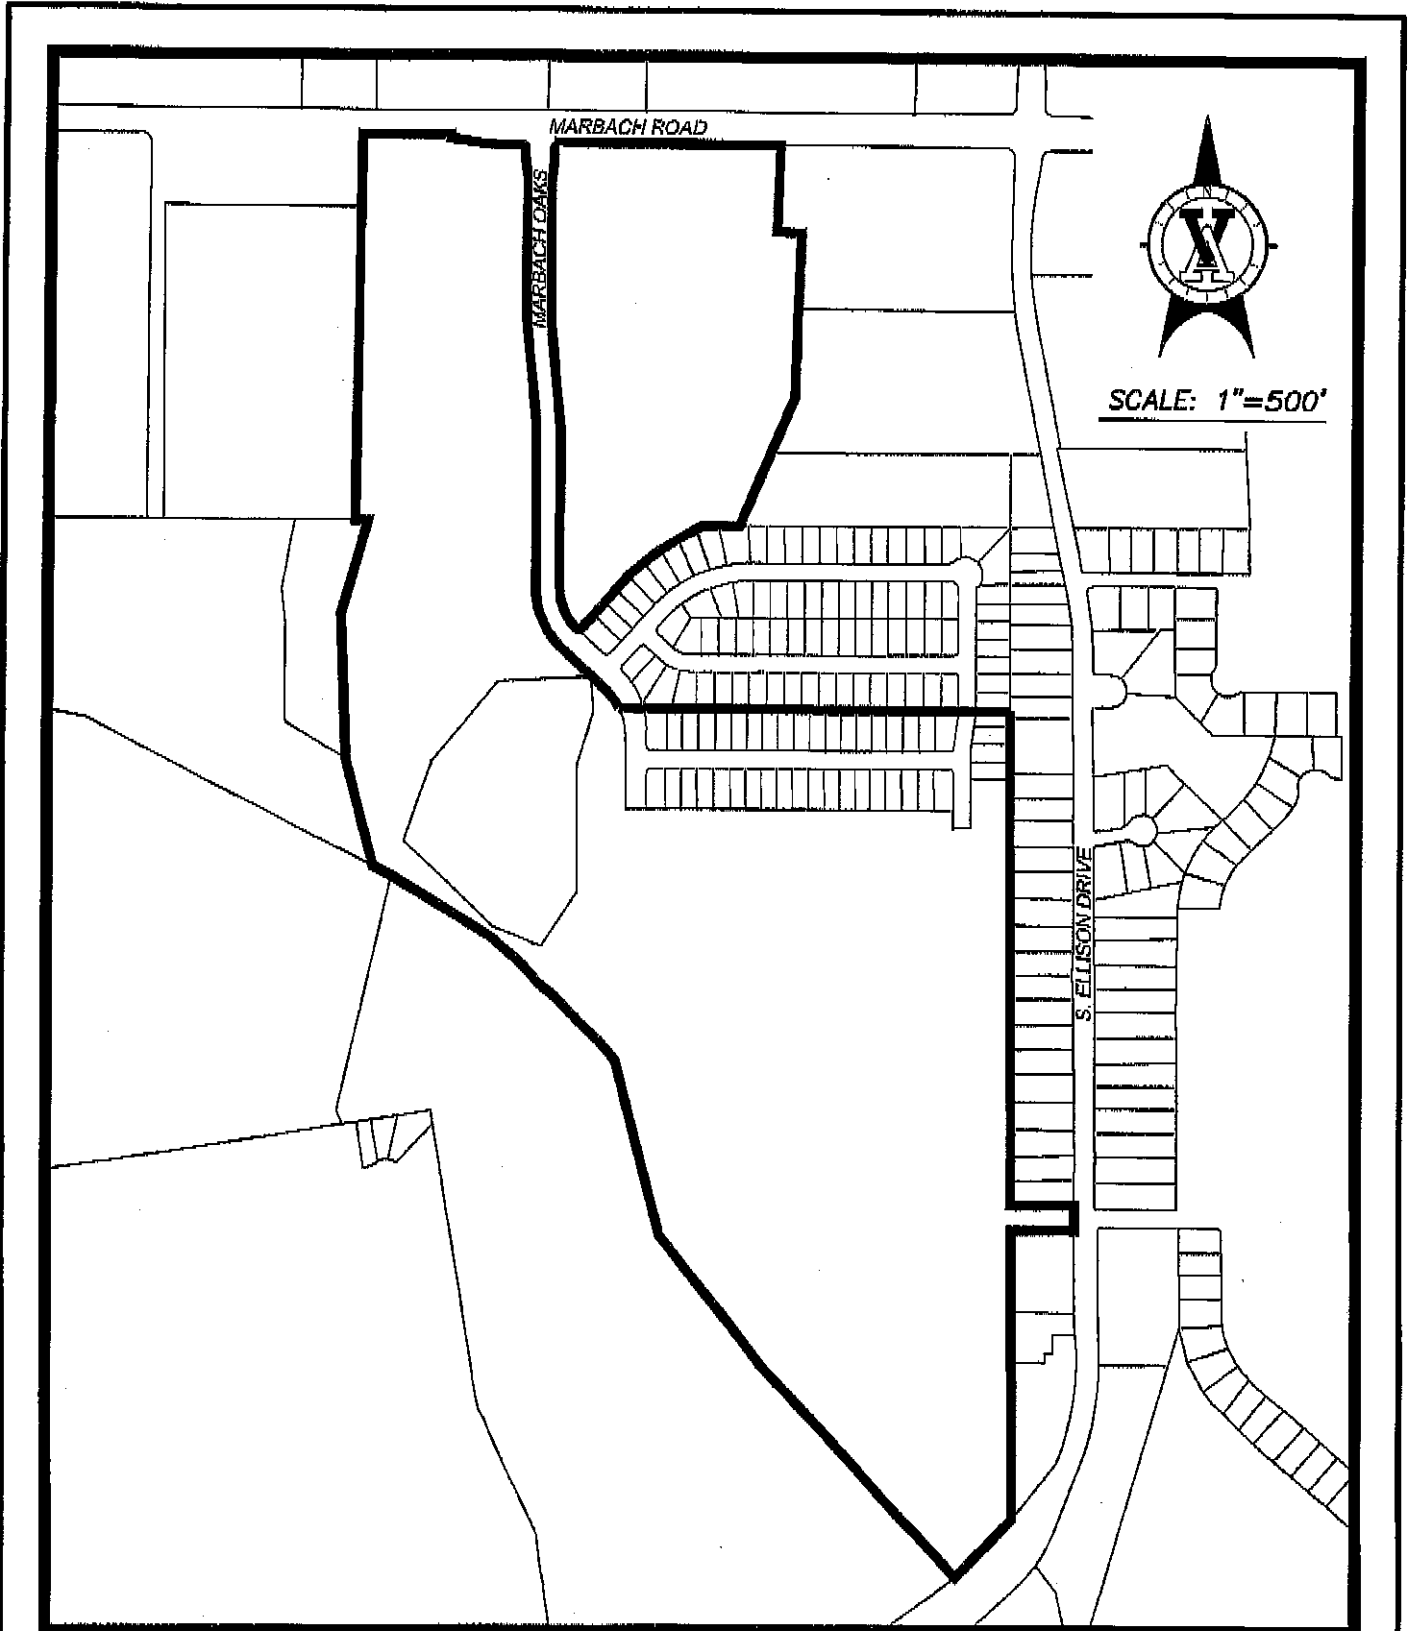 MARBACH ROAD
MARBACH OAKS
N
SCALE: 1"=500'
S. ELLISON DRIVE